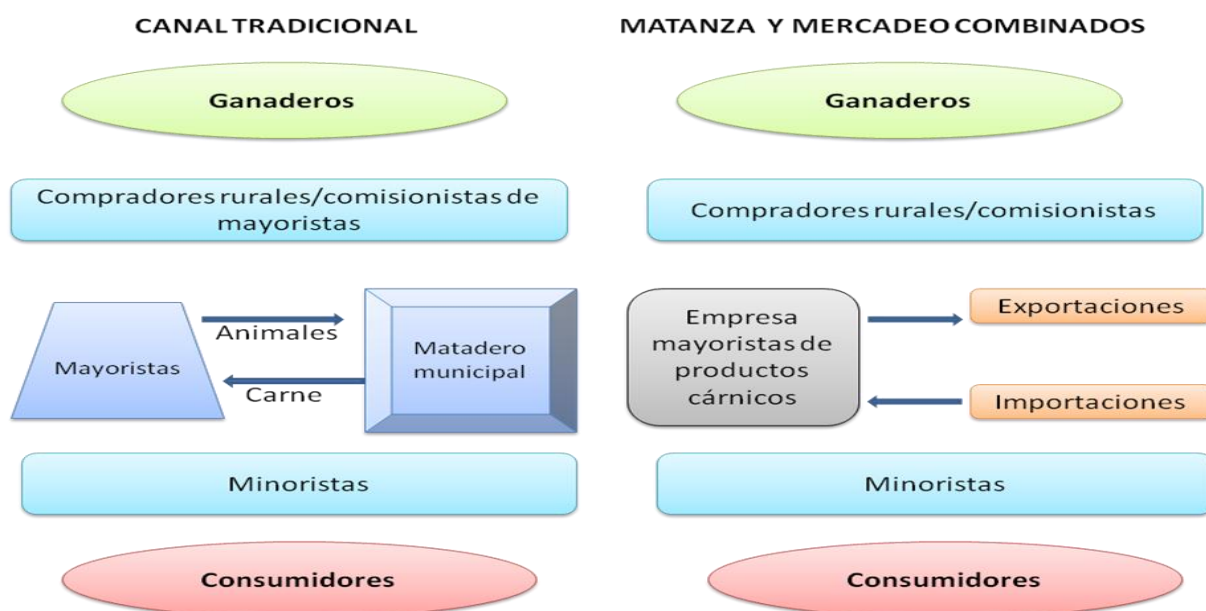 CANAL TRADICIONAL
Ganaderos
Compradores rurales/comisionistas de
mayoristas
Mayoristas
Animales
Carne
Matadero
municipal
Minoristas
Consumidores
MATANZA Y MERCADEO COMBINADOS
Ganaderos
Compradores rurales/comisionistas
Empresa
mayoristas de
productos
cárnicos
Exportaciones
Importaciones
Minoristas
Consumidores